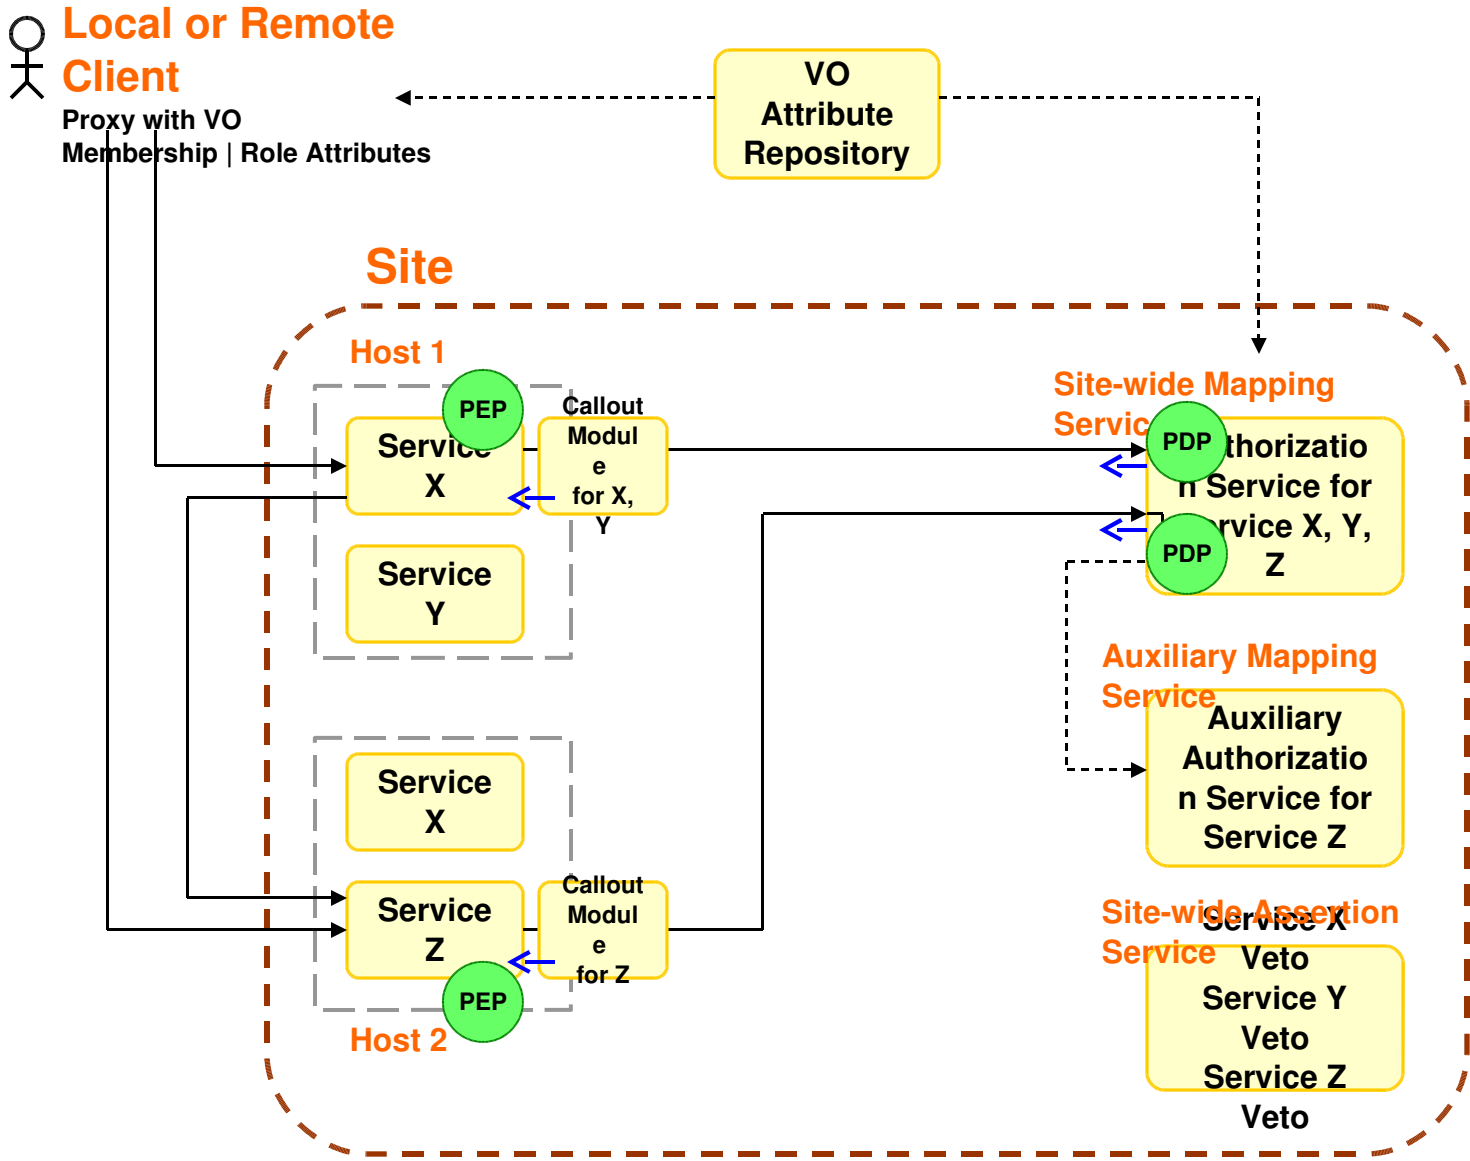 Local or Remote
Client
Proxy with VO
Membership | Role Attributes
VO
Attribute
Repository
Site
Host 1
PEP
Service
X
Callout
Modul
e
for X,
Y
Service
Y
Site-wide Mapping
Servic
PDP
thorizatio
n Service for
ervice X, Y,
Z
PDP
Auxiliary Mapping
Service
Auxiliary
Authorizatio
n Service for
Service Z
Service
X
Service
Z
Callout
Modul
e
for Z
PEP
Host 2
Site-wide Assertion
Service
Service X
Veto
Service Y
Veto
Service Z
Veto